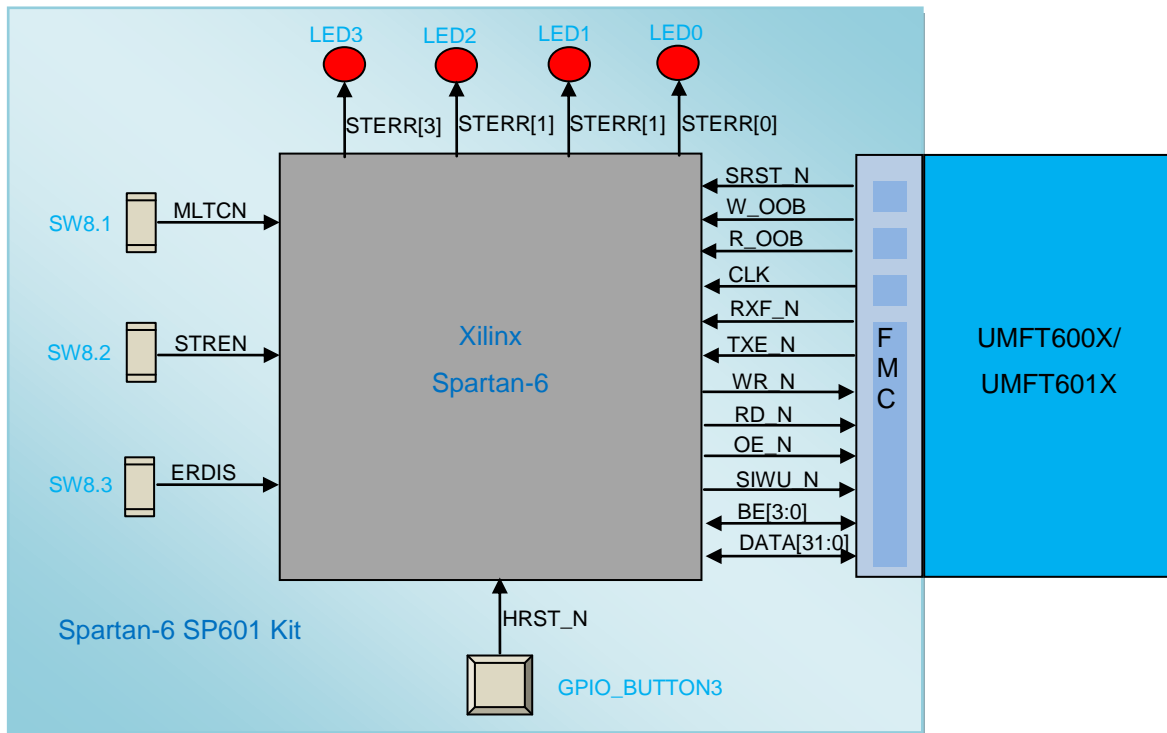 LED3 LED2 LED1 LED0
STERR[3] STERR[1] STERR[1] STERR[0]
SW8.1
MLTCN
SW8.2
STREN
SW8.3
ERDIS
Xilinx
Spartan-6
SRST_N
W_OOB
R_OOB
CLK
RXF_N
TXE_N
WR_N
RD_N
OE_N
SIWU_N
BE[3:0]
DATA[31:0]
F
M
C
UMFT600X/
UMFT601X
HRST_N
Spartan-6 SP601 Kit
GPIO_BUTTON3